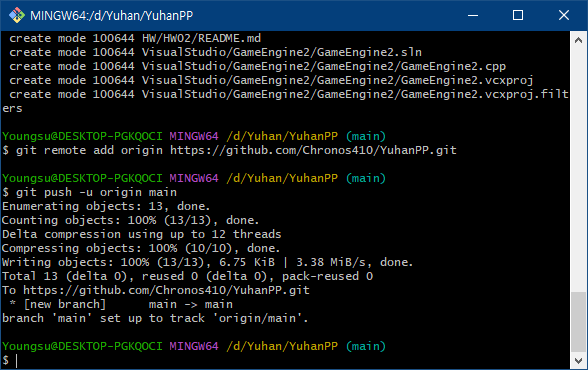 MINGW64:/d/Yuhan/YuhanPP
create mode 100644 HW/HW02/README.md
create mode 100644 VisualStudio/GameEngine2/GameEngine2.sln
create mode 100644 VisualStudio/GameEngine2/GameEngine2/GameEngine2.cpp
create mode 100644 VisualStudio/GameEngine2/GameEngine2/GameEngine2.vcxproj
create mode 100644 VisualStudio/GameEngine2/GameEngine2/GameEngine2.vcxproj.filt
ers
Youngsu@DESKTOP-PGKQOCI MINGW64 /d/Yuhan/YuhanPP (main)
$ git remote add origin https://github.com/Chronos410/YuhanPP.git
Youngsu@DESKTOP-PGKQOCI MINGW64 /d/Yuhan/YuhanPP (main)
$ git push -u origin main
Enumerating objects: 13, done.
Counting objects: 100% (13/13), done.
Delta compression using up to 12 threads
Compressing objects: 100% (10/10), done.
Writing objects: 100% (13/13), 6.75 KiB | 3.38 MiB/s, done.
Total 13 (delta 0), reused 0 (delta 0), pack-reused 0
To https://github.com/Chronos410/YuhanPP.git
 * [new branch]      main -> main
branch 'main' set up to track 'origin/main'.
Youngsu@DESKTOP-PGKQOCI MINGW64 /d/Yuhan/YuhanPP (main)
$